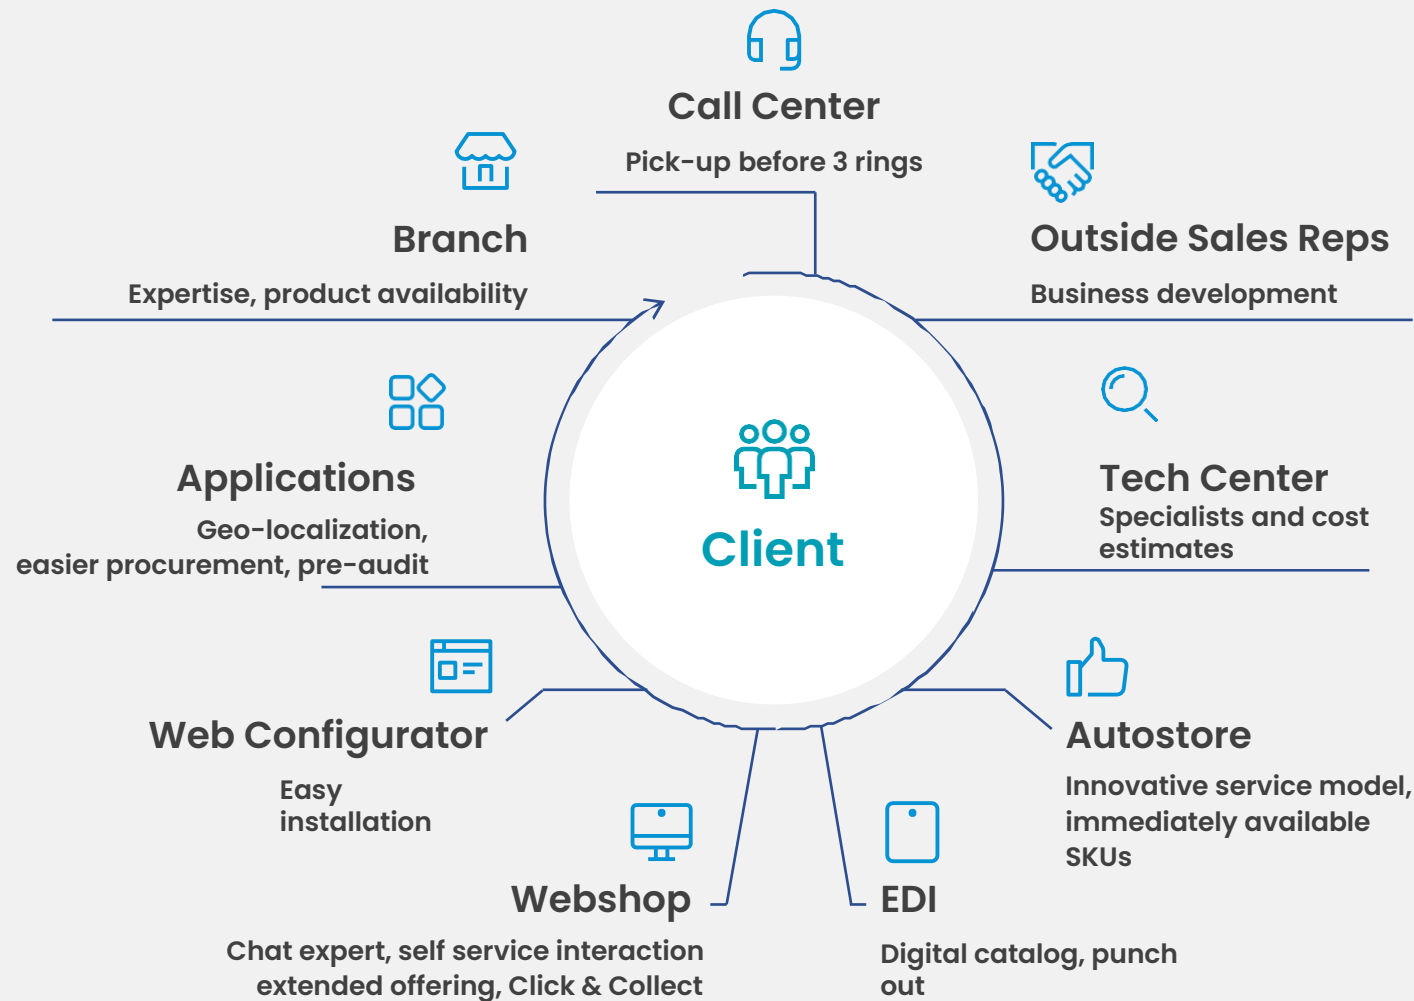 Call Center
Pick-up before 3 rings
Branch
Expertise, product availability
Outside Sales Reps
Business development
Applications
Geo-localization,
easier procurement, pre-audit
Client
Tech Center
Specialists and cost
estimates
Web Configurator
Easy
installation
Autostore
Innovative service model,
immediately available
SKUs
Webshop
Chat expert, self service interaction
extended offering, Click & Collect
EDI
Digital catalog, punch
out